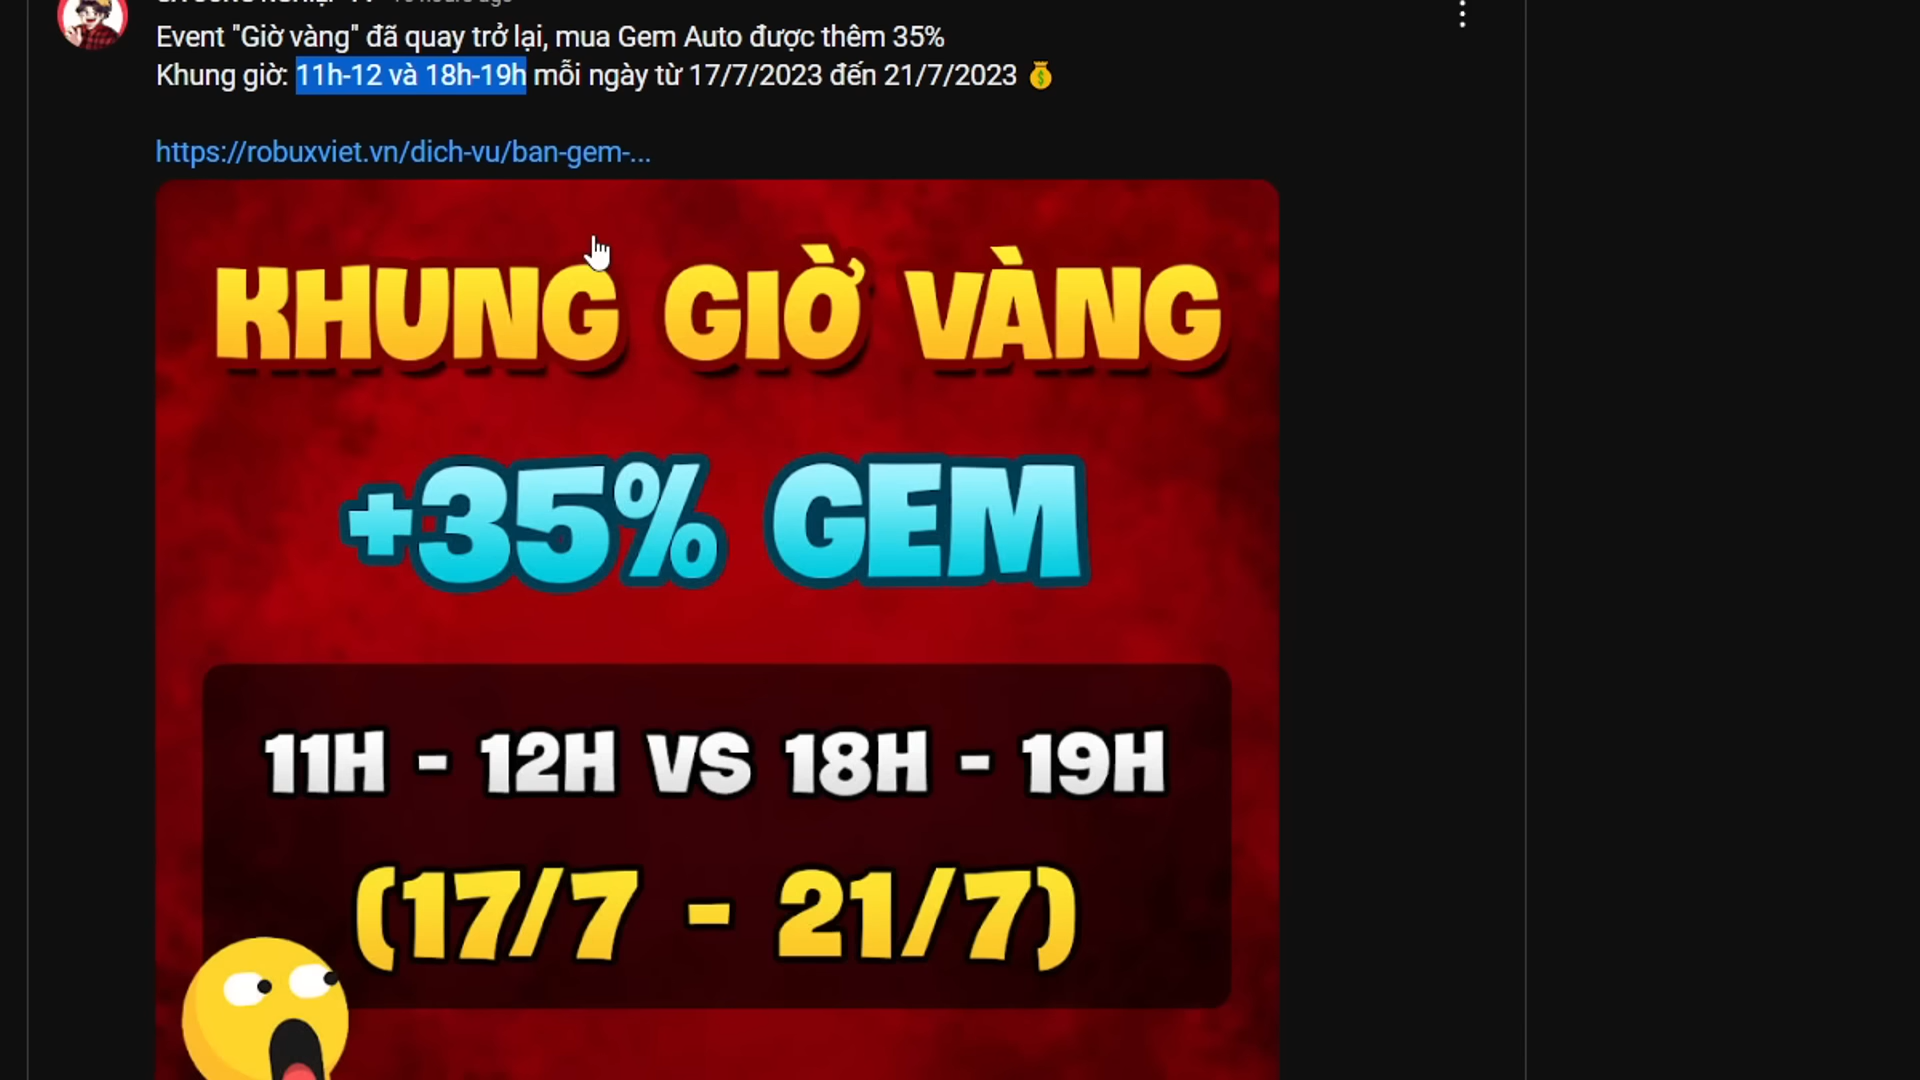 Event "Giờ vàng" đã quay trở lại, mua Gem Auto được thêm 35%
Khung giờ: 11h-12 và 18h-19h mỗi ngày từ 17/7/2023 đến 21/7/2023
https://robuxviet.vn/dich-vu/ban-gem-...
KHUNG GIỜ VÀNG
+35% GEM
11H - 12H VS 18H - 19H
(17/7 - 21/7)